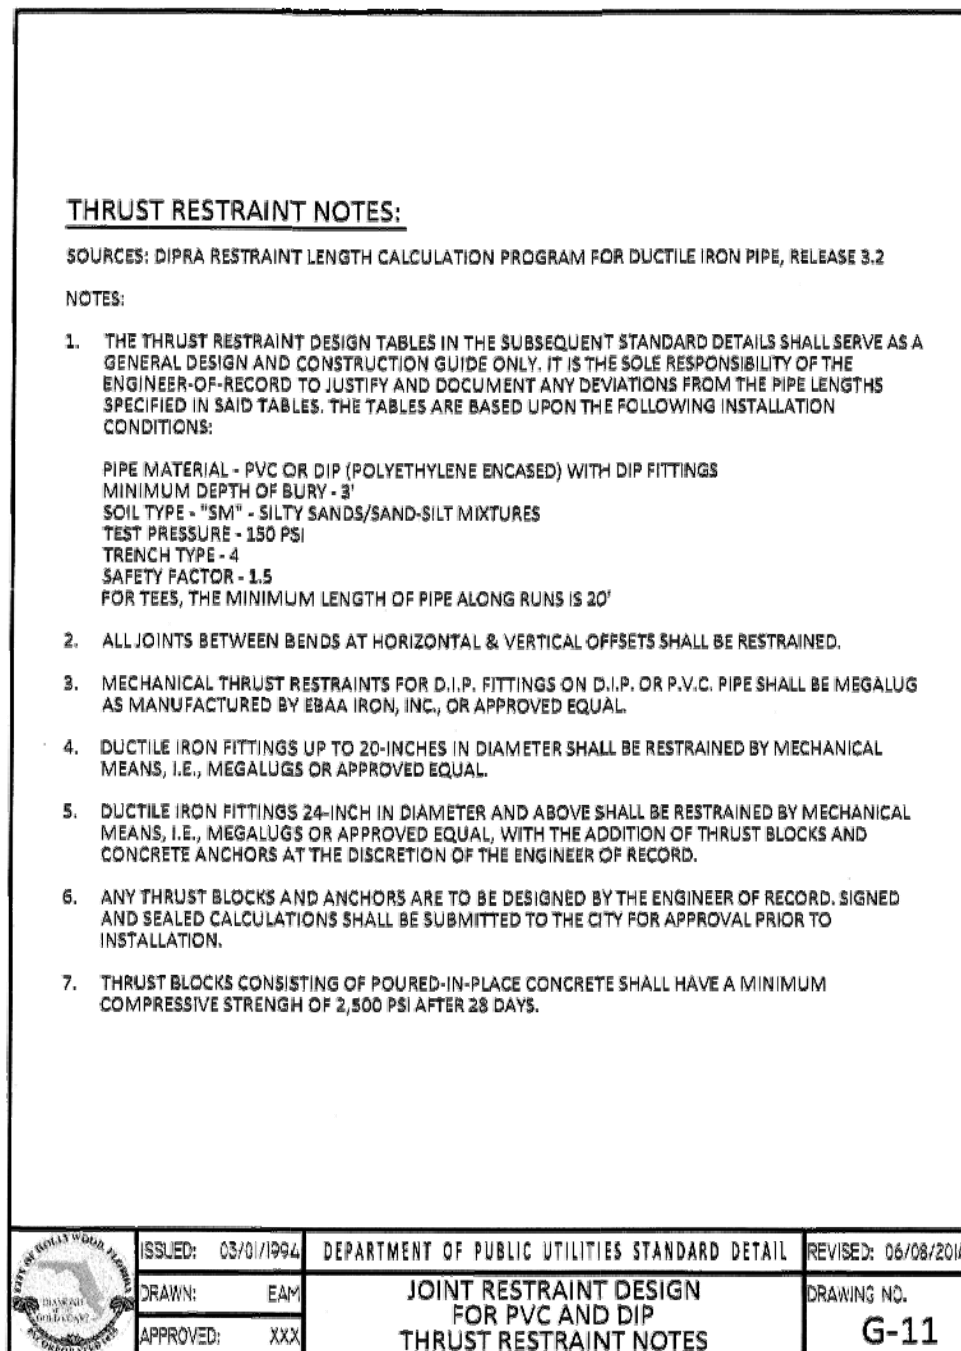 THRUST RESTRAINT NOTES:
SOURCES: DIPRA RESTRAINT LENGTH CALCULATION PROGRAM FOR DUCTILE IRON PIPE, RELEASE 3.2
NOTES:
1. THE THRUST RESTRAINT DESIGN TABLES IN THE SUBSEQUENT STANDARD DETAILS SHALL SERVE AS A
GENERAL DESIGN AND CONSTRUCTION GUIDE ONLY. IT IS THE SOLE RESPONSIBILITY OF THE
ENGINEER-OF-RECORD TO JUSTIFY AND DOCUMENT ANY DEVIATIONS FROM THE PIPE LENGTHS
SPECIFIED IN SAID TABLES. THE TABLES ARE BASED UPON THE FOLLOWING INSTALLATION
CONDITIONS:
PIPE MATERIAL - PVC OR DIP (POLYETHYLENE ENCASED) WITH DIP FITTINGS
MINIMUM DEPTH OF BURY - 3'
SOIL TYPE - "SM" - SILTY SANDS/SAND-SILT MIXTURES
TEST PRESSURE - 150 PSI
TRENCH TYPE - 4
SAFETY FACTOR - 1.5
FOR TEES, THE MINIMUM LENGTH OF PIPE ALONG RUNS IS 20'
2. ALL JOINTS BETWEEN BENDS AT HORIZONTAL & VERTICAL OFFSETS SHALL BE RESTRAINED.
3. MECHANICAL THRUST RESTRAINTS FOR D.I.P. FITTINGS ON D.I.P. OR P.V.C. PIPE SHALL BE MEGALUG
AS MANUFACTURED BY EBAA IRON, INC., OR APPROVED EQUAL.
4. DUCTILE IRON FITTINGS UP TO 20-INCHES IN DIAMETER SHALL BE RESTRAINED BY MECHANICAL
MEANS, I.E., MEGALUGS OR APPROVED EQUAL.
5. DUCTILE IRON FITTINGS 24-INCH IN DIAMETER AND ABOVE SHALL BE RESTRAINED BY MECHANICAL
MEANS, I.E., MEGALUGS OR APPROVED EQUAL, WITH THE ADDITION OF THRUST BLOCKS AND
CONCRETE ANCHORS AT THE DISCRETION OF THE ENGINEER OF RECORD.
6. ANY THRUST BLOCKS AND ANCHORS ARE TO BE DESIGNED BY THE ENGINEER OF RECORD. SIGNED
AND SEALED CALCULATIONS SHALL BE SUBMITTED TO THE CITY FOR APPROVAL PRIOR TO
INSTALLATION.
7. THRUST BLOCKS CONSISTING OF POURED-IN-PLACE CONCRETE SHALL HAVE A MINIMUM
COMPRESSIVE STRENGH OF 2,500 PSI AFTER 28 DAYS.
CITY OF HOLLYWOOD, FLORIDA
DIAMOND
GOLD COAST
ISSUED: 03/01/1994
DRAWN: EAM
APPROVED: XXX
DEPARTMENT OF PUBLIC UTILITIES STANDARD DETAIL
JOINT RESTRAINT DESIGN
FOR PVC AND DIP
THRUST RESTRAINT NOTES
REVISED:
DRAWING NO.
G-11